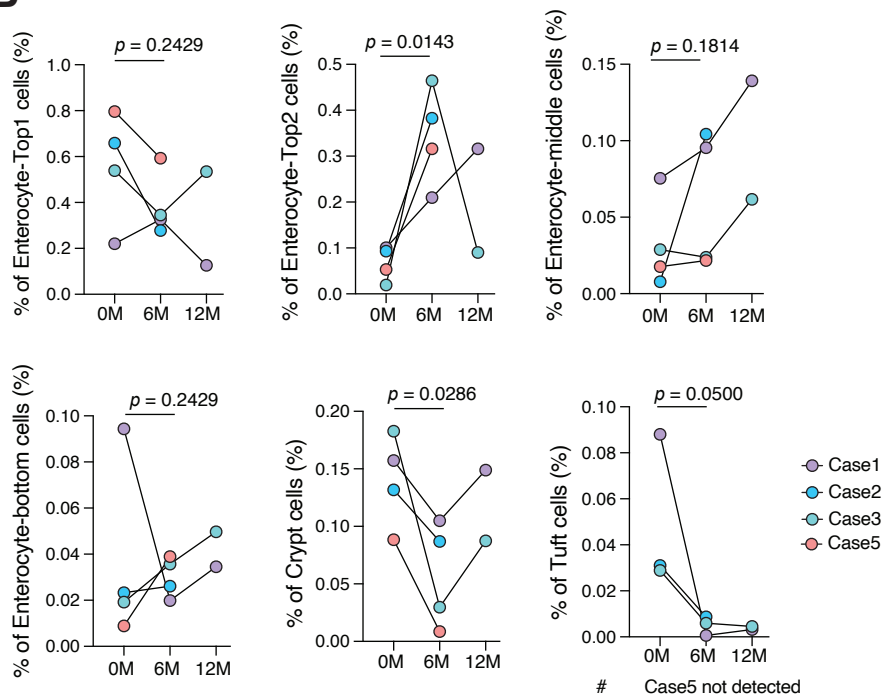 p = 0.2429
% of Enterocyte-Top1 cells (%)
1.0
0.8
0.6
0.4
0.2
0.0
0M 6M 12M
p = 0.0143
% of Enterocyte-Top2 cells (%)
0.5
0.4
0.3
0.2
0.1
0.0
0M 6M 12M
p = 0.1814
% of Enterocyte-middle cells (%)
0.15
0.10
0.05
0.00
0M 6M 12M
p = 0.2429
% of Enterocyte-bottom cells (%)
0.10
0.08
0.06
0.04
0.02
0.00
0M 6M 12M
p = 0.0286
% of Crypt cells (%)
0.20
0.15
0.10
0.05
0.00
0M 6M 12M
p = 0.0500
% of Tuft cells (%)
0.10
0.08
0.06
0.04
0.02
0.00
0M 6M 12M
Case1
Case2
Case3
Case5
# Case5 not detected